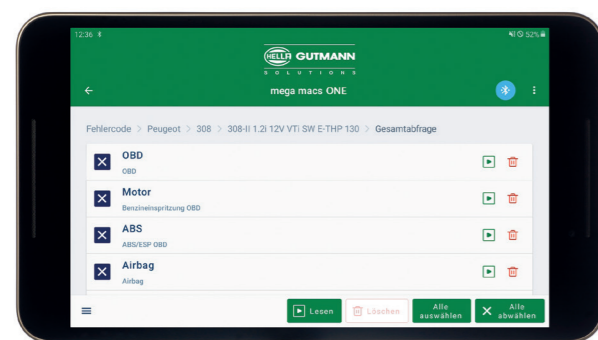 12:36
52%
HELLA GUTMANN
SOLUTIONS
mega macs ONE
Fehlercode > Peugeot > 308 > 308-II 1.2i 12V VTi SW E-THP 130 > Gesamtabfrage
OBD
OBD
Motor
Benzineinspritzung OBD
ABS
ABS/ESP OBD
Airbag
Airbag
Lesen
Löschen
Alle
auswählen
Alle
abwählen